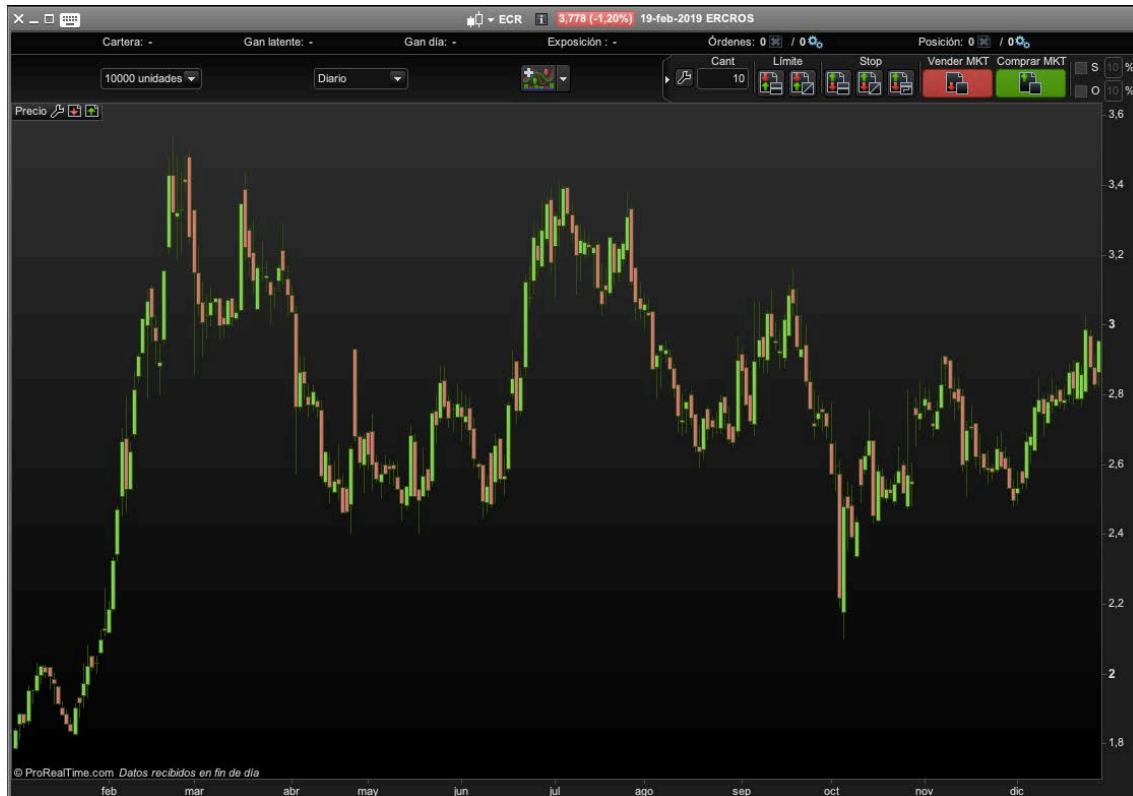 ECR 3,778 (-1,20%) 19-feb-2019 ERCROS
Cartera: - Gan latente: - Gan día: - Exposición : - Órdenes: 0 / 0 Posición: 0 / 0
Cant Límite Stop Vender MKT Comprar MKT S 10 %
10000 unidades Diario 10 O 10 %
Precio
3,6
3,4
3,2
3
2,8
2,6
2,4
2,2
2
1,8
© ProRealTime.com Datos recibidos en fin de día
feb mar abr may jun jul ago sep oct nov dic